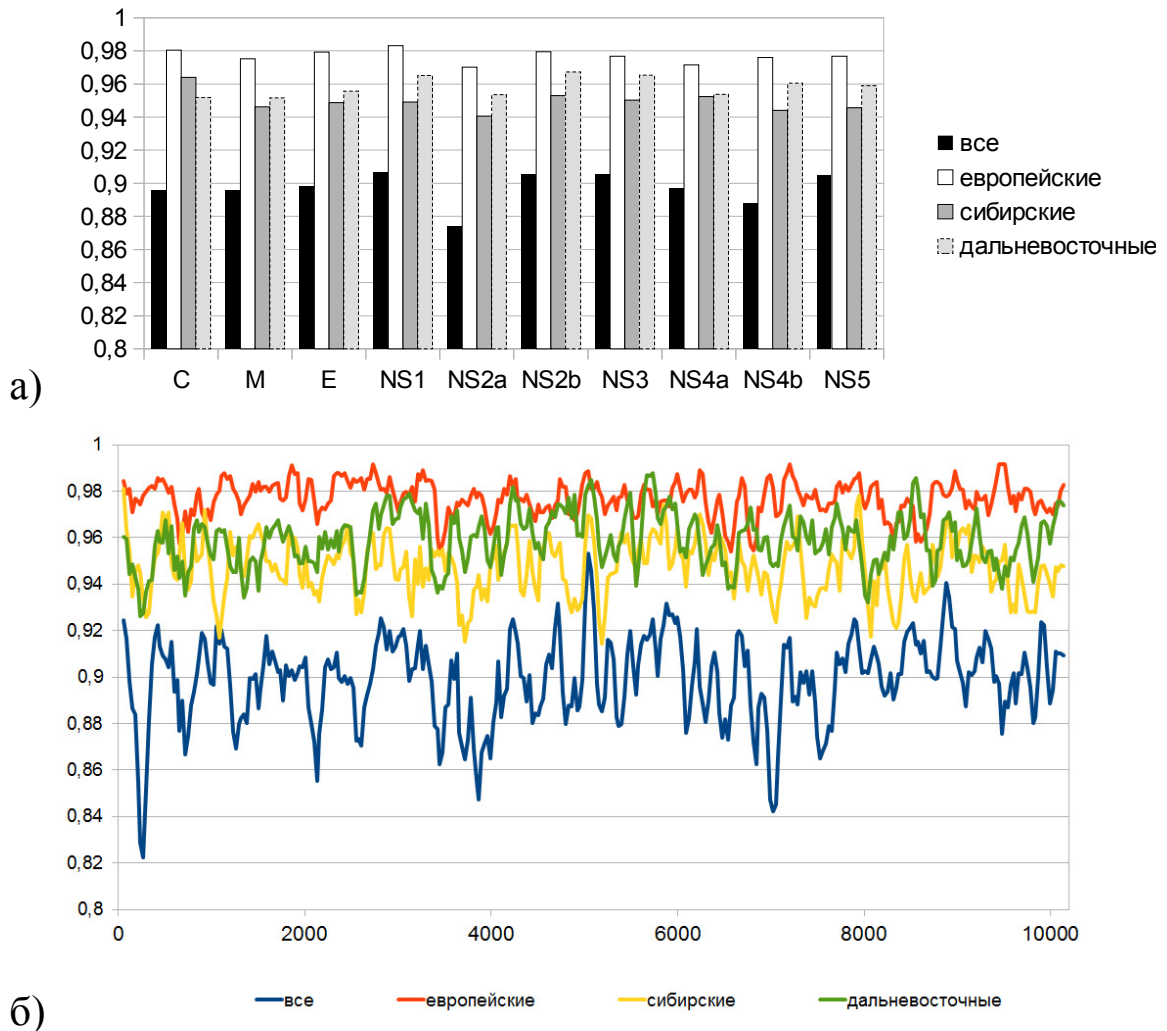 1
0,98
0,96
0,94
0,92
0,9
0,88
0,86
0,84
0,82
0,8
C M E NS1 NS2a NS2b NS3 NS4a NS4b NS5
все
европейские
сибирские
дальневосточные
а)
1
0,98
0,96
0,94
0,92
0,9
0,88
0,86
0,84
0,82
0,8
0 2000 4000 6000 8000 10000
все европейские сибирские дальневосточные
б)